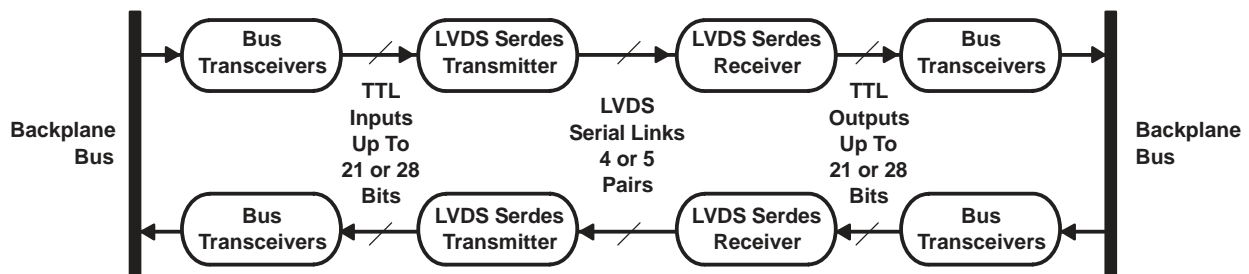 Bus
Transceivers
LVDS Serdes
Transmitter
LVDS Serdes
Receiver
Bus
Transceivers
Backplane
Bus
TTL
Inputs
Up To
21 or 28
Bits
LVDS
Serial Links
4 or 5
Pairs
TTL
Outputs
Up To
21 or 28
Bits
Backplane
Bus
Bus
Transceivers
LVDS Serdes
Transmitter
LVDS Serdes
Receiver
Bus
Transceivers